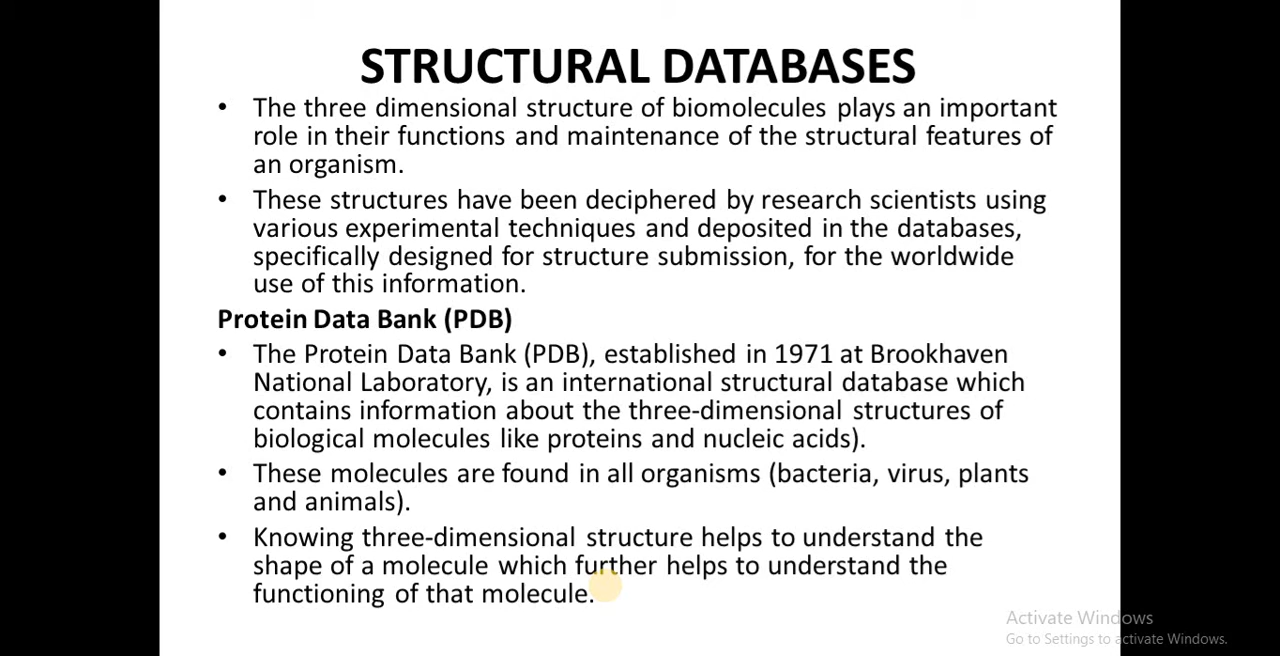 STRUCTURAL DATABASES
• The three dimensional structure of biomolecules plays an important
role in their functions and maintenance of the structural features of
an organism.
• These structures have been deciphered by research scientists using
various experimental techniques and deposited in the databases,
specifically designed for structure submission, for the worldwide
use of this information.
Protein Data Bank (PDB)
• The Protein Data Bank (PDB), established in 1971 at Brookhaven
National Laboratory, is an international structural database which
contains information about the three-dimensional structures of
biological molecules like proteins and nucleic acids).
• These molecules are found in all organisms (bacteria, virus, plants
and animals).
• Knowing three-dimensional structure helps to understand the
shape of a molecule which further helps to understand the
functioning of that molecule.
Activate Windows
Go to Settings to activate Windows.